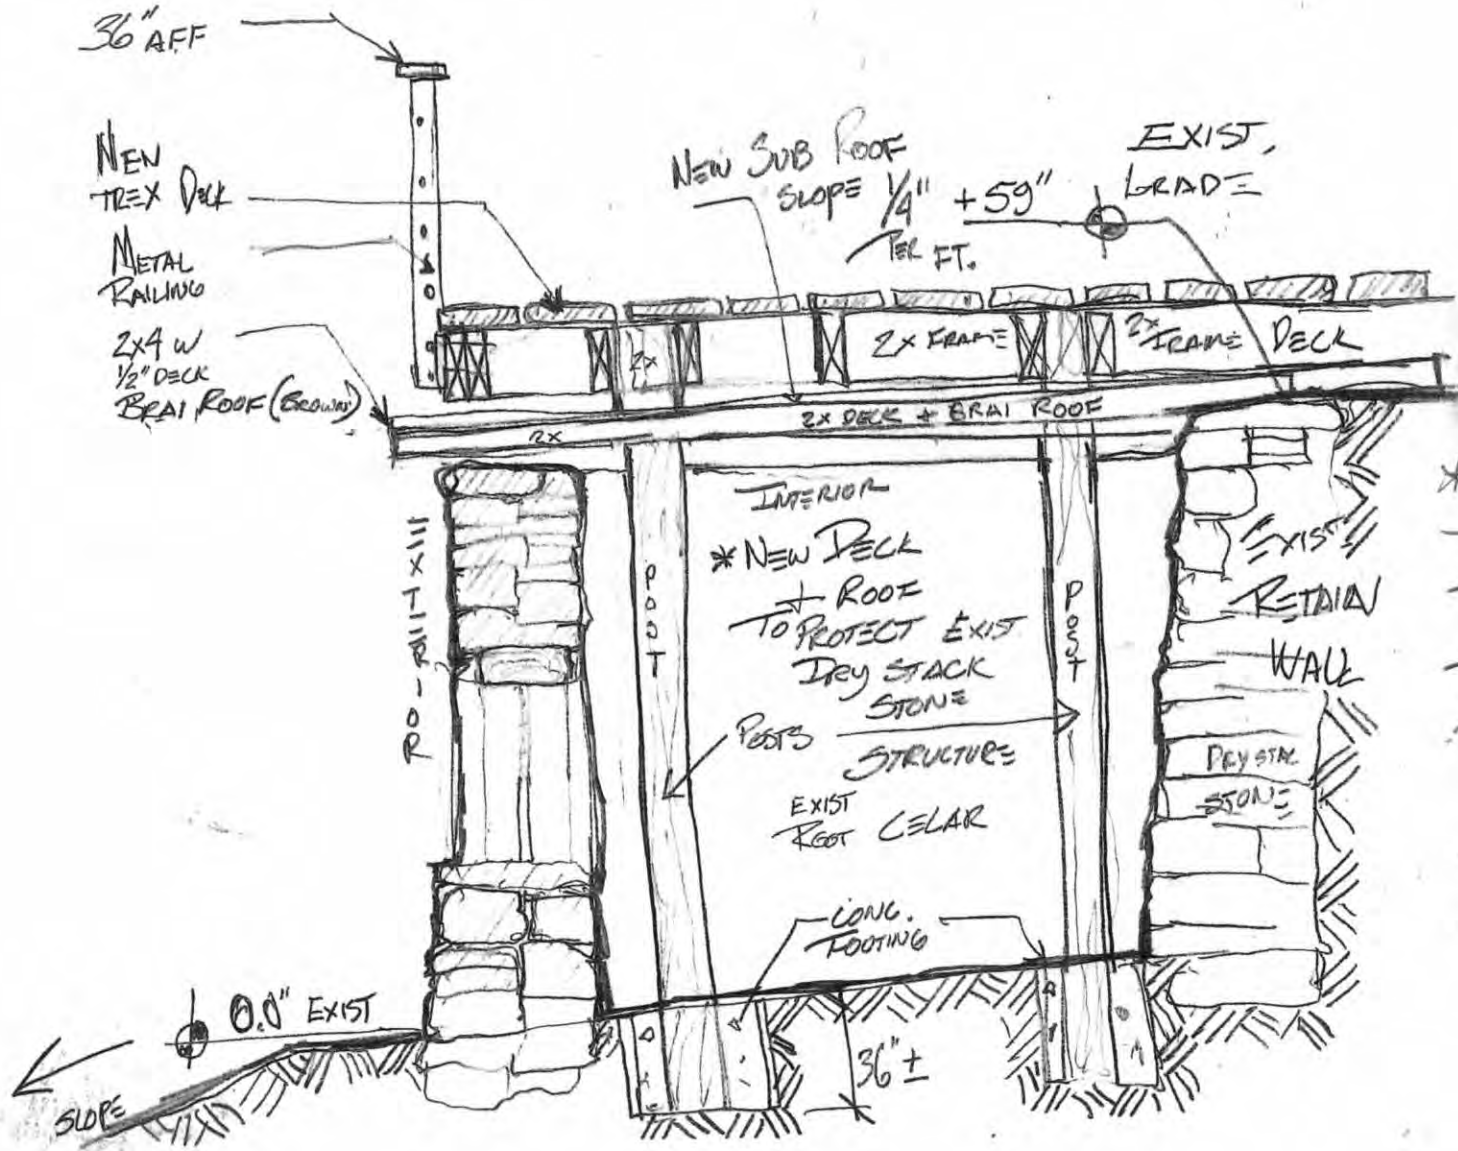 36" A.F.F
NEW
TREX DECK
METAL
RAILING
2x4 W
1/2" DECK
BRAI ROOF (BROWN)
NEW SUB ROOF
SLOPE 1/4"
PER FT.
+59"
EXIST.
GRADE
2x
2x FRAME
2x
FRAME DECK
2x DECK + BRAI ROOF
2x
EXTERIOR
INTERIOR
* NEW DECK
+ ROOF
TO PROTECT EXIST
DRY STACK
STONE
STRUCTURE
POST
POST
POSTS
EXIST
ROOT CELAR
EXIST
RETAIN
WALL
DRY STAC
STONE
CONC.
FOOTING
0.0" EXIST
SLOPE
36" ±